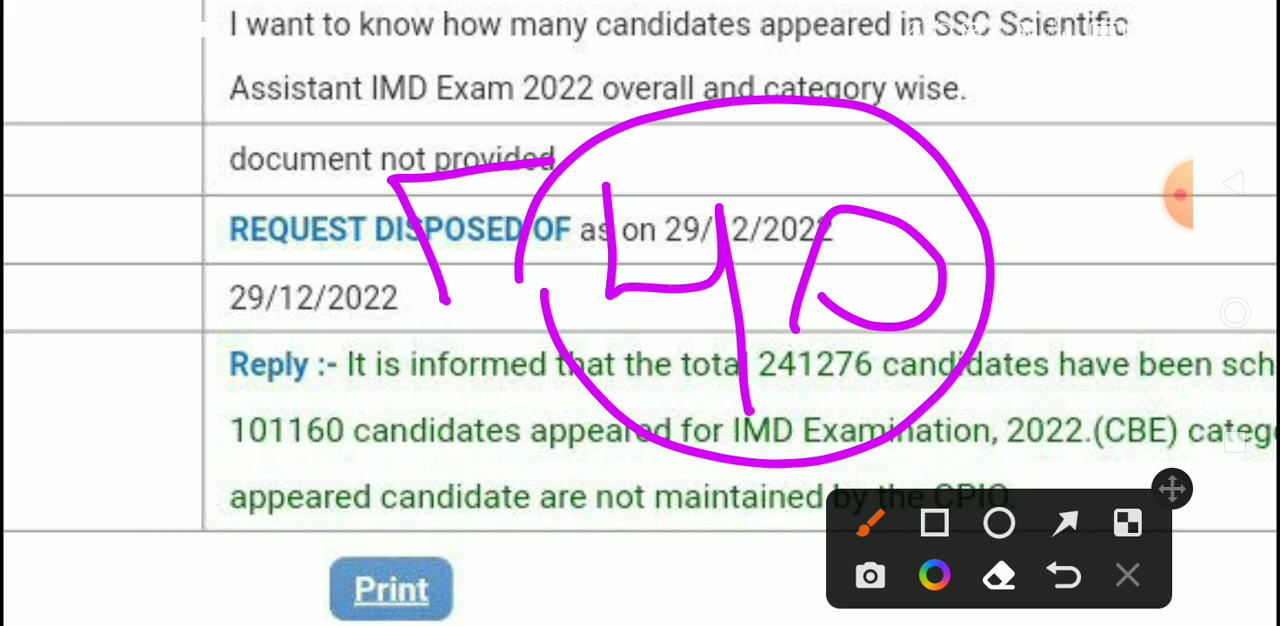 I want to know how many candidates appeared in SSC Scientific
Assistant IMD Exam 2022 overall and category wise.
document not provided
REQUEST DISPOSED OF as on 29/12/2022
29/12/2022
40
Reply :- It is informed that the total 241276 candidates have been sch
101160 candidates appeared for IMD Examination, 2022.(CBE) categ
appeared candidate are not maintained by the CPIO.
Print